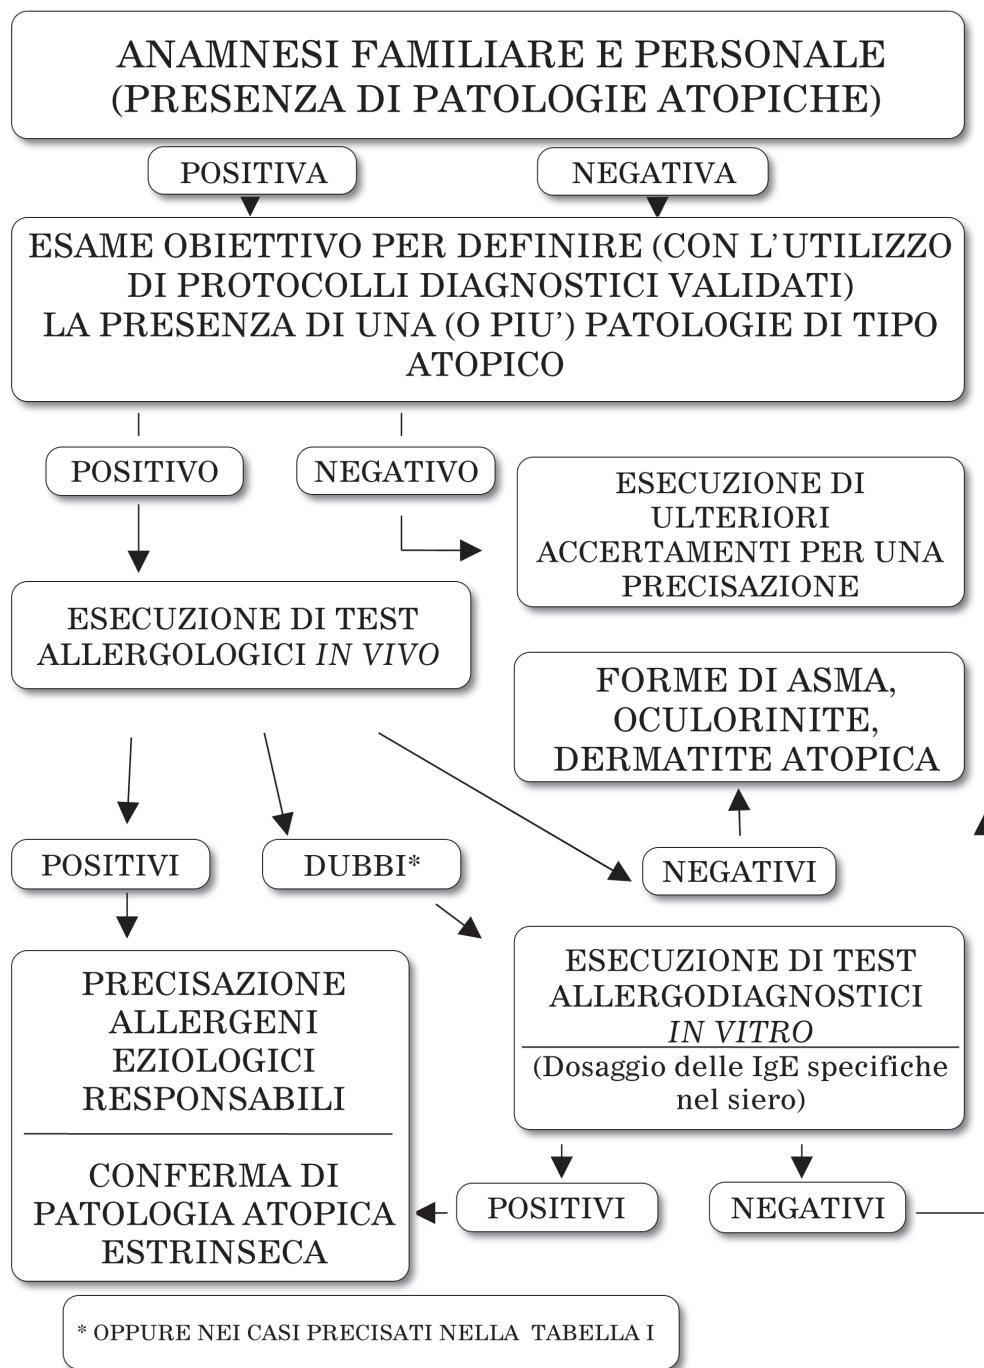 ANAMNESI FAMILIARE E PERSONALE
(PRESENZA DI PATOLOGIE ATOPICHE)
POSITIVA
NEGATIVA
ESAME OBIETTIVO PER DEFINIRE (CON L'UTILIZZO
DI PROTOCOLLI DIAGNOSTICI VALIDATI)
LA PRESENZA DI UNA (O PIU') PATOLOGIE DI TIPO
ATOPICO
POSITIVO
NEGATIVO
ESECUZIONE DI
ULTERIORI
ACCERTAMENTI PER UNA
PRECISAZIONE
ESECUZIONE DI TEST
ALLERGOLOGICI IN VIVO
FORME DI ASMA,
OCULORINITE,
DERMATITE ATOPICA
POSITIVI
DUBBI*
NEGATIVI
PRECISAZIONE
ALLERGENI
EZIOLOGICI
RESPONSABILI
CONFERMA DI
PATOLOGIA ATOPICA
ESTRINSECA
ESECUZIONE DI TEST
ALLERGODIAGNOSTICI
IN VITRO
(Dosaggio delle IgE specifiche
nel siero)
POSITIVI
NEGATIVI
* OPPURE NEI CASI PRECISATI NELLA TABELLA I